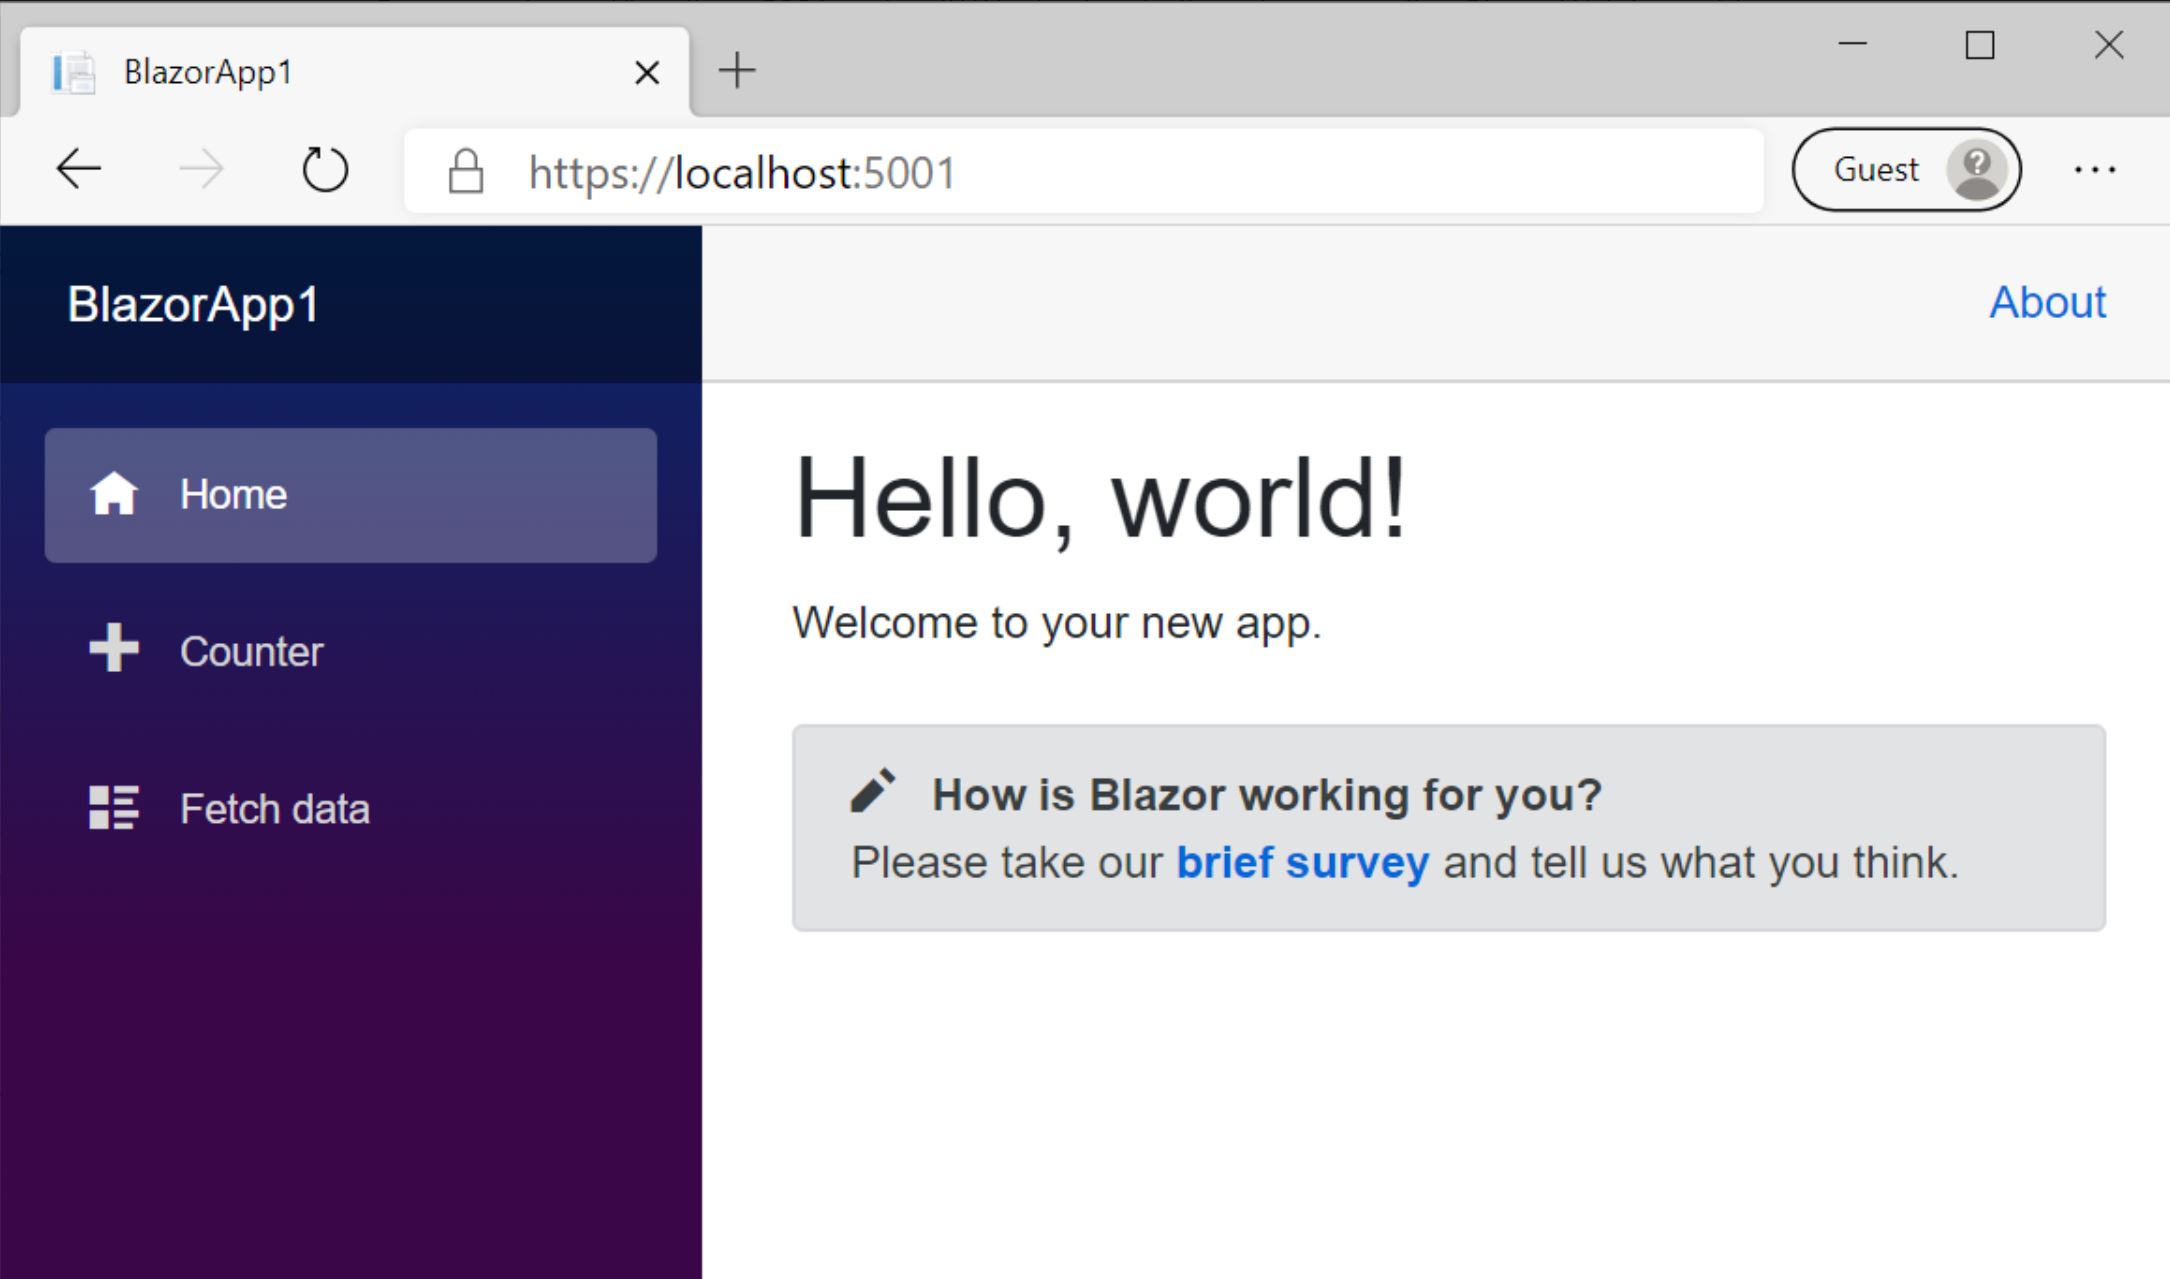 BlazorApp1
https://localhost:5001
Guest
BlazorApp1
About
Home
Counter
Fetch data
Hello, world!
Welcome to your new app.
How is Blazor working for you?
Please take our brief survey and tell us what you think.